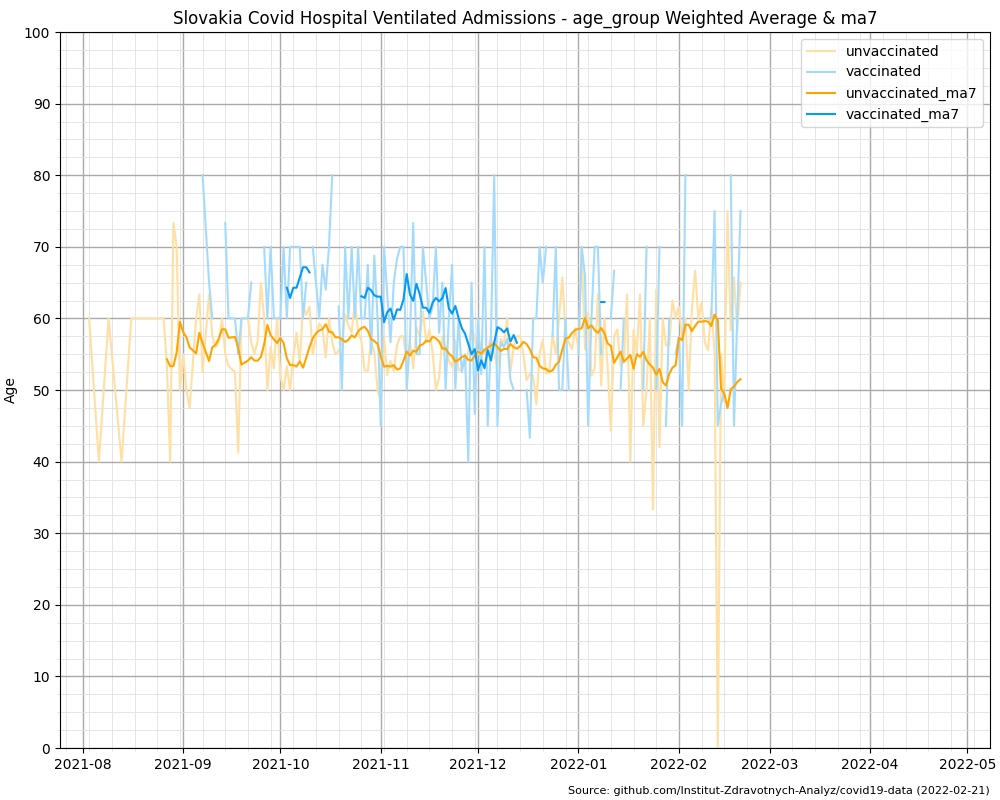 Slovakia Covid Hospital Ventilated Admissions - age_group Weighted Average & ma7
unvaccinated
vaccinated
unvaccinated_ma7
vaccinated_ma7
100
90
80
70
60
50
40
30
20
10
0
Age
2021-08 2021-09 2021-10 2021-11 2021-12 2022-01 2022-02 2022-03 2022-04 2022-05
Source: github.com/Institut-Zdravotnych-Analyz/covid19-data (2022-02-21)